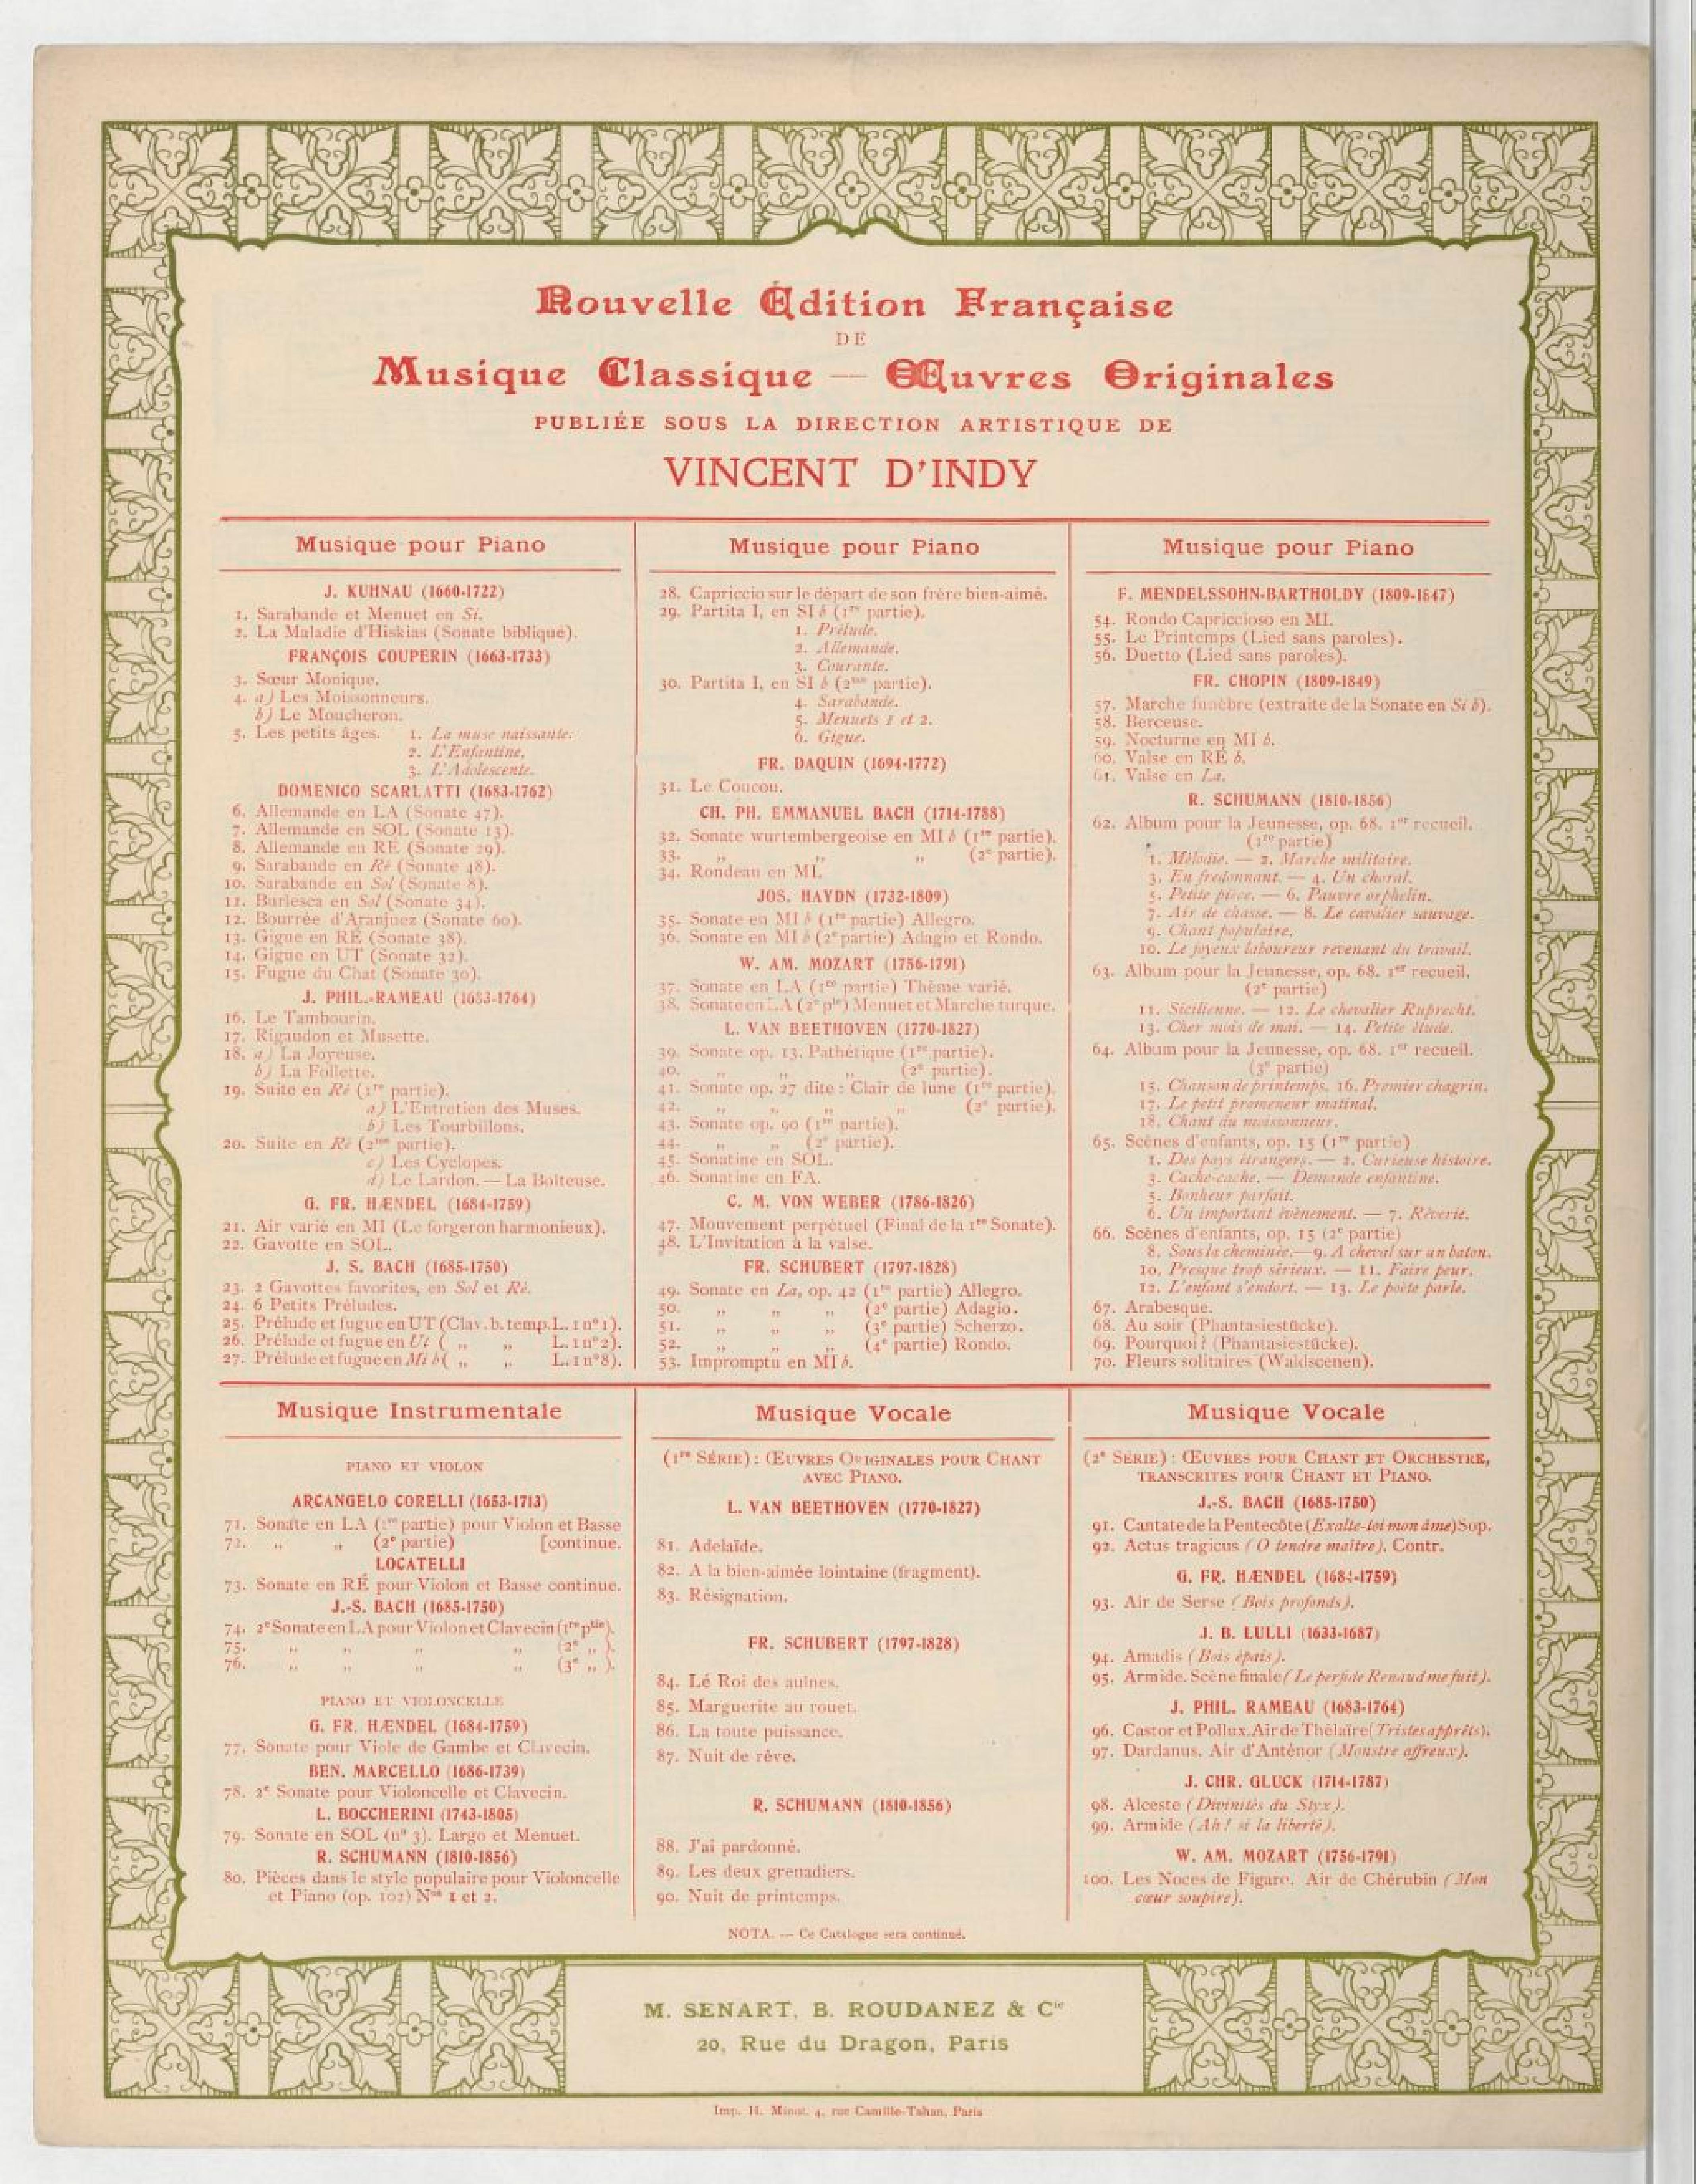 Nouvelle Édition Française
DE
Musique Classique — Œuvres Originales
PUBLIÉE SOUS LA DIRECTION ARTISTIQUE DE
VINCENT D'INDY
Musique pour Piano
J. KUHNAU (1660-1722)
1. Sarabande et Menuet en Si.
2. La Maladie d'Hiskias (Sonate biblique).
FRANÇOIS COUPERIN (1663-1733)
3. Sœur Monique.
4. a) Les Moissonneurs.
b) Le Moucheron.
5. Les petits âges. 1. La muse naissante.
2. L'Enfantine,
3. L'Adolescente.
DOMENICO SCARLATTI (1683-1762)
6. Allemande en LA (Sonate 47).
7. Allemande en SOL (Sonate 13).
8. Allemande en RÉ (Sonate 29).
9. Sarabande en Ré (Sonate 48).
10. Sarabande en Sol (Sonate 8).
11. Burlesca en Sol (Sonate 34).
12. Bourrée d'Aranjuez (Sonate 60).
13. Gigue en RÉ (Sonate 38).
14. Gigue en UT (Sonate 32).
15. Fugue du Chat (Sonate 30).
J. PHIL.-RAMEAU (1683-1764)
16. Le Tambourin.
17. Rigaudon et Musette.
18. a) La Joyeuse.
b) La Follette.
19. Suite en Ré (1re partie).
a) L'Entretien des Muses.
b) Les Tourbillons.
20. Suite en Ré (2me partie).
c) Les Cyclopes.
d) Le Lardon. — La Boiteuse.
G. FR. HÆNDEL (1684-1759)
21. Air varié en MI (Le forgeron harmonieux).
22. Gavotte en SOL.
J. S. BACH (1685-1750)
23. 2 Gavottes favorites, en Sol et Ré.
24. 6 Petits Préludes.
25. Prélude et fugue en UT (Clav. b. temp. L. 1 n° 1).
26. Prélude et fugue en Ut ( „ „ L. 1 n° 2).
27. Prélude et fugue en Mi b ( „ „ L. 1 n° 8).
Musique pour Piano
28. Capriccio sur le départ de son frère bien-aimé.
29. Partita I, en SI b (1re partie).
1. Prélude.
2. Allemande.
3. Courante.
30. Partita I, en SI b (2me partie).
4. Sarabande.
5. Menuets 1 et 2.
6. Gigue.
FR. DAQUIN (1694-1772)
31. Le Coucou.
CH. PH. EMMANUEL BACH (1714-1788)
32. Sonate wurtembergeoise en MI b (1re partie).
33. „ „ „ (2e partie).
34. Rondeau en MI.
JOS. HAYDN (1732-1809)
35. Sonate en MI b (1re partie) Allegro.
36. Sonate en MI b (2e partie) Adagio et Rondo.
W. AM. MOZART (1756-1791)
37. Sonate en LA (1re partie) Thème varié.
38. Sonate en LA (2e pie) Menuet et Marche turque.
L. VAN BEETHOVEN (1770-1827)
39. Sonate op. 13. Pathétique (1re partie).
40. „ „ „ (2e partie).
41. Sonate op. 27 dite : Clair de lune (1re partie).
42. „ „ „ „ (2e partie).
43. Sonate op. 90 (1re partie).
44. „ „ (2e partie).
45. Sonatine en SOL.
46. Sonatine en FA.
C. M. VON WEBER (1786-1826)
47. Mouvement perpétuel (Final de la 1re Sonate).
48. L'Invitation à la valse.
FR. SCHUBERT (1797-1828)
49. Sonate en La, op. 42 (1re partie) Allegro.
50. „ „ „ (2e partie) Adagio.
51. „ „ „ (3e partie) Scherzo.
52. „ „ „ (4e partie) Rondo.
53. Impromptu en MI b.
Musique pour Piano
F. MENDELSSOHN-BARTHOLDY (1809-1847)
54. Rondo Capriccioso en MI.
55. Le Printemps (Lied sans paroles).
56. Duetto (Lied sans paroles).
FR. CHOPIN (1809-1849)
57. Marche funèbre (extraite de la Sonate en Si b).
58. Berceuse.
59. Nocturne en MI b.
60. Valse en RÉ b.
61. Valse en La.
R. SCHUMANN (1810-1856)
62. Album pour la Jeunesse, op. 68. 1er recueil.
(1re partie)
1. Mélodie. — 2. Marche militaire.
3. En fredonnant. — 4. Un choral.
5. Petite pièce. — 6. Pauvre orphelin.
7. Air de chasse. — 8. Le cavalier sauvage.
9. Chant populaire.
10. Le joyeux laboureur revenant du travail.
63. Album pour la Jeunesse, op. 68. 1er recueil.
(2e partie)
11. Sicilienne. — 12. Le chevalier Ruprecht.
13. Cher mois de mai. — 14. Petite étude.
64. Album pour la Jeunesse, op. 68. 1er recueil.
(3e partie)
15. Chanson de printemps. 16. Premier chagrin.
17. Le petit promeneur matinal.
18. Chant du moissonneur.
65. Scènes d'enfants, op. 15 (1re partie)
1. Des pays étrangers. — 2. Curieuse histoire.
3. Cache-cache. — Demande enfantine.
5. Bonheur parfait.
6. Un important évènement. — 7. Rêverie.
66. Scènes d'enfants, op. 15 (2e partie)
8. Sous la cheminée. — 9. A cheval sur un baton.
10. Presque trop sérieux. — 11. Faire peur.
12. L'enfant s'endort. — 13. Le poète parle.
67. Arabesque.
68. Au soir (Phantasiestücke).
69. Pourquoi? (Phantasiestücke).
70. Fleurs solitaires (Waldscenen).
Musique Instrumentale
PIANO ET VIOLON
ARCANGELO CORELLI (1653-1713)
71. Sonate en LA (1re partie) pour Violon et Basse
72. „ „ (2e partie) [continue.
LOCATELLI
73. Sonate en RÉ pour Violon et Basse continue.
J.-S. BACH (1685-1750)
74. 2e Sonate en LA pour Violon et Clavecin (1re ptie).
75. „ „ „ „ (2e „ ).
76. „ „ „ „ (3e „ ).
PIANO ET VIOLONCELLE
G. FR. HÆNDEL (1684-1759)
77. Sonate pour Viole de Gambe et Clavecin.
BEN. MARCELLO (1686-1739)
78. 2e Sonate pour Violoncelle et Clavecin.
L. BOCCHERINI (1743-1805)
79. Sonate en SOL (n° 3). Largo et Menuet.
R. SCHUMANN (1810-1856)
80. Pièces dans le style populaire pour Violoncelle
et Piano (op. 102) Nos 1 et 2.
Musique Vocale
(1re SÉRIE) : ŒUVRES ORIGINALES POUR CHANT
AVEC PIANO.
L. VAN BEETHOVEN (1770-1827)
81. Adelaïde.
82. A la bien-aimée lointaine (fragment).
83. Résignation.
FR. SCHUBERT (1797-1828)
84. Lé Roi des aulnes.
85. Marguerite au rouet.
86. La toute puissance.
87. Nuit de rêve.
R. SCHUMANN (1810-1856)
88. J'ai pardonné.
89. Les deux grenadiers.
90. Nuit de printemps.
Musique Vocale
(2e SÉRIE) : ŒUVRES POUR CHANT ET ORCHESTRE,
TRANSCRITES POUR CHANT ET PIANO.
J.-S. BACH (1685-1750)
91. Cantate de la Pentecôte (Exalte-toi mon âme) Sop.
92. Actus tragicus (O tendre maître). Contr.
G. FR. HÆNDEL (1684-1759)
93. Air de Serse (Bois profonds).
J. B. LULLI (1633-1687)
94. Amadis (Bois épais).
95. Armide. Scène finale (Le perfide Renaud me fuit).
J. PHIL. RAMEAU (1683-1764)
96. Castor et Pollux. Air de Thélaïre (Tristes apprêts).
97. Dardanus. Air d'Anténor (Monstre affreux).
J. CHR. GLUCK (1714-1787)
98. Alceste (Divinités du Styx).
99. Armide (Ah! si la liberté).
W. AM. MOZART (1756-1791)
100. Les Noces de Figaro. Air de Chérubin (Mon
cœur soupire).
NOTA. — Ce Catalogue sera continué.
M. SENART, B. ROUDANEZ & Cie
20, Rue du Dragon, Paris
Imp. H. Minot, 4, rue Camille-Tahan, Paris